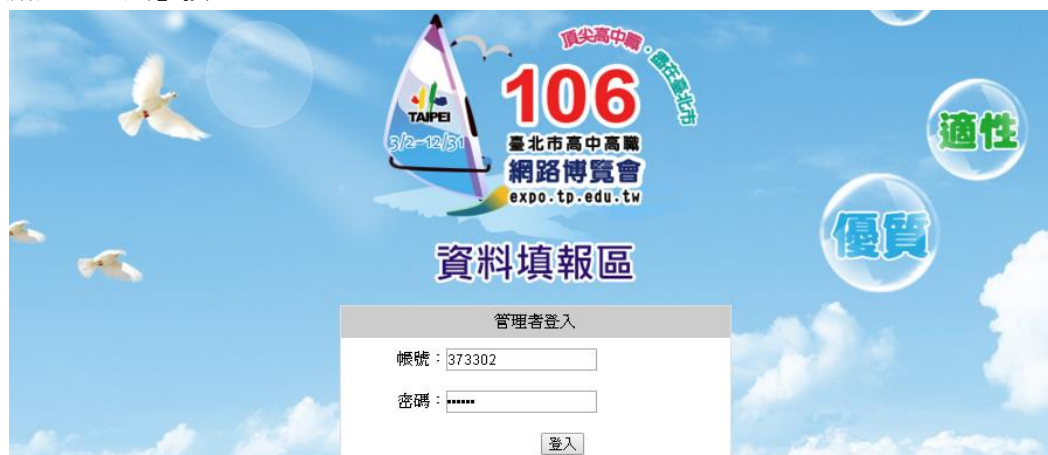 頂尖高中職・盡在臺北市
106
TAIPEI
3/2~12/31
臺北市高中高職
網路博覽會
expo.tp.edu.tw
適性
優質
資料填報區
管理者登入
帳號：373302
密碼：••••••
登入